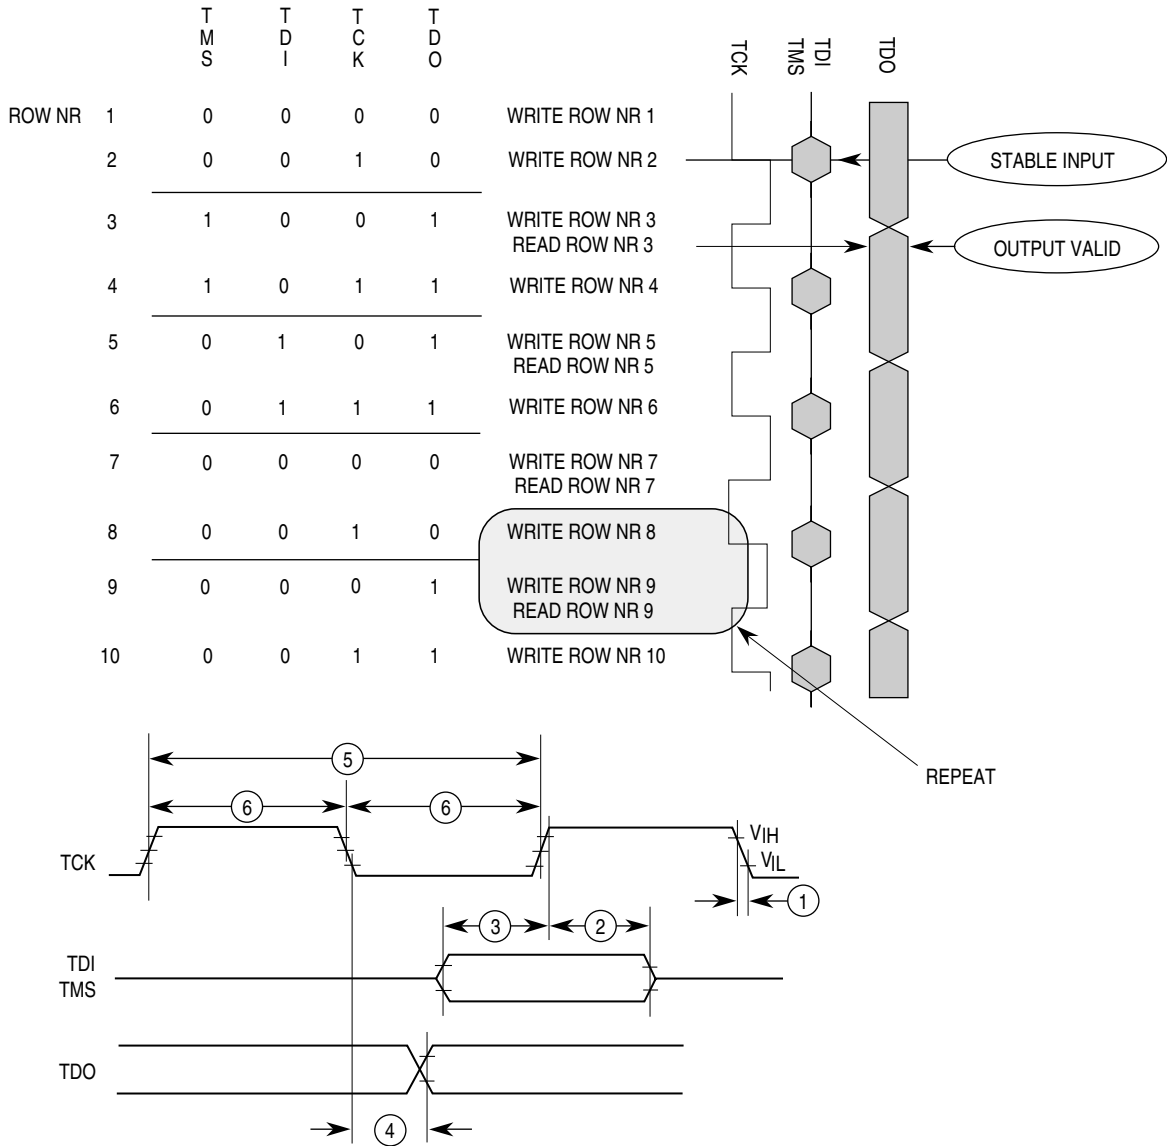 TMS TDI TCK TDO
TCK TMS TDI TDO
ROW NR 1 0 0 0 0 WRITE ROW NR 1
2 0 0 1 0 WRITE ROW NR 2 STABLE INPUT
3 1 0 0 1 WRITE ROW NR 3
READ ROW NR 3 OUTPUT VALID
4 1 0 1 1 WRITE ROW NR 4
5 0 1 0 1 WRITE ROW NR 5
READ ROW NR 5
6 0 1 1 1 WRITE ROW NR 6
7 0 0 0 0 WRITE ROW NR 7
READ ROW NR 7
8 0 0 1 0 WRITE ROW NR 8
9 0 0 0 1 WRITE ROW NR 9
READ ROW NR 9
10 0 0 1 1 WRITE ROW NR 10
REPEAT
5
6 6
TCK VIH
VIL
1
3 2
TDI
TMS
TDO
4